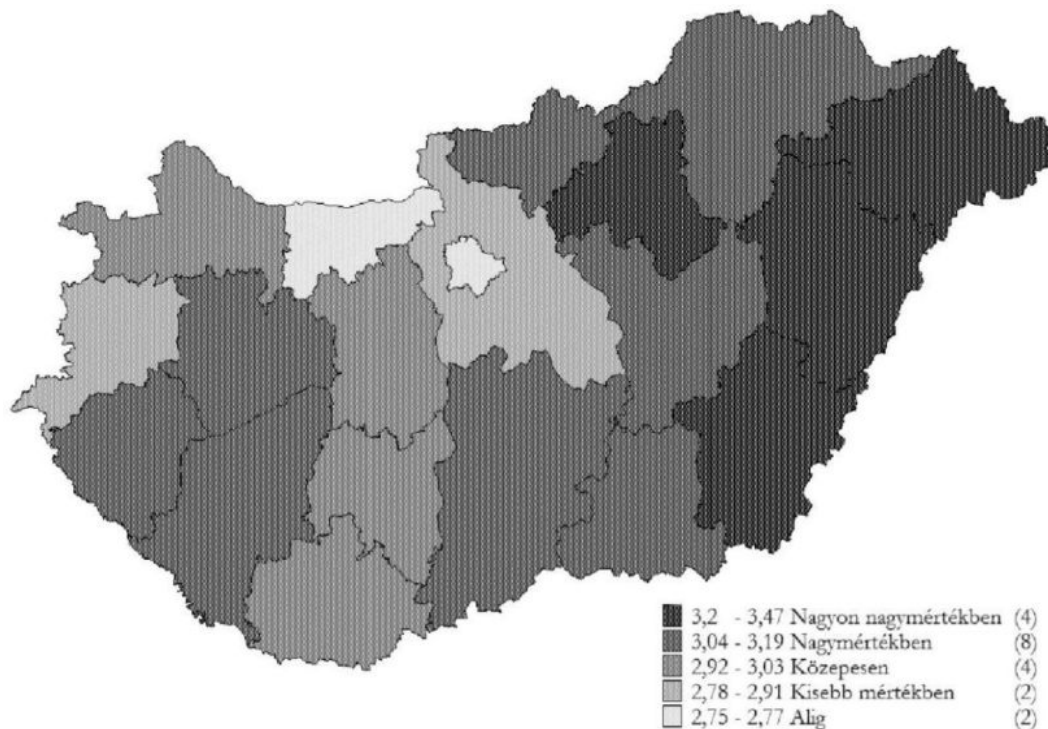 3,2 - 3,47 Nagyon nagymértékben (4)
3,04 - 3,19 Nagymértékben (8)
2,92 - 3,03 Közepesen (4)
2,78 - 2,91 Kisebb mértékben (2)
2,75 - 2,77 Alig (2)